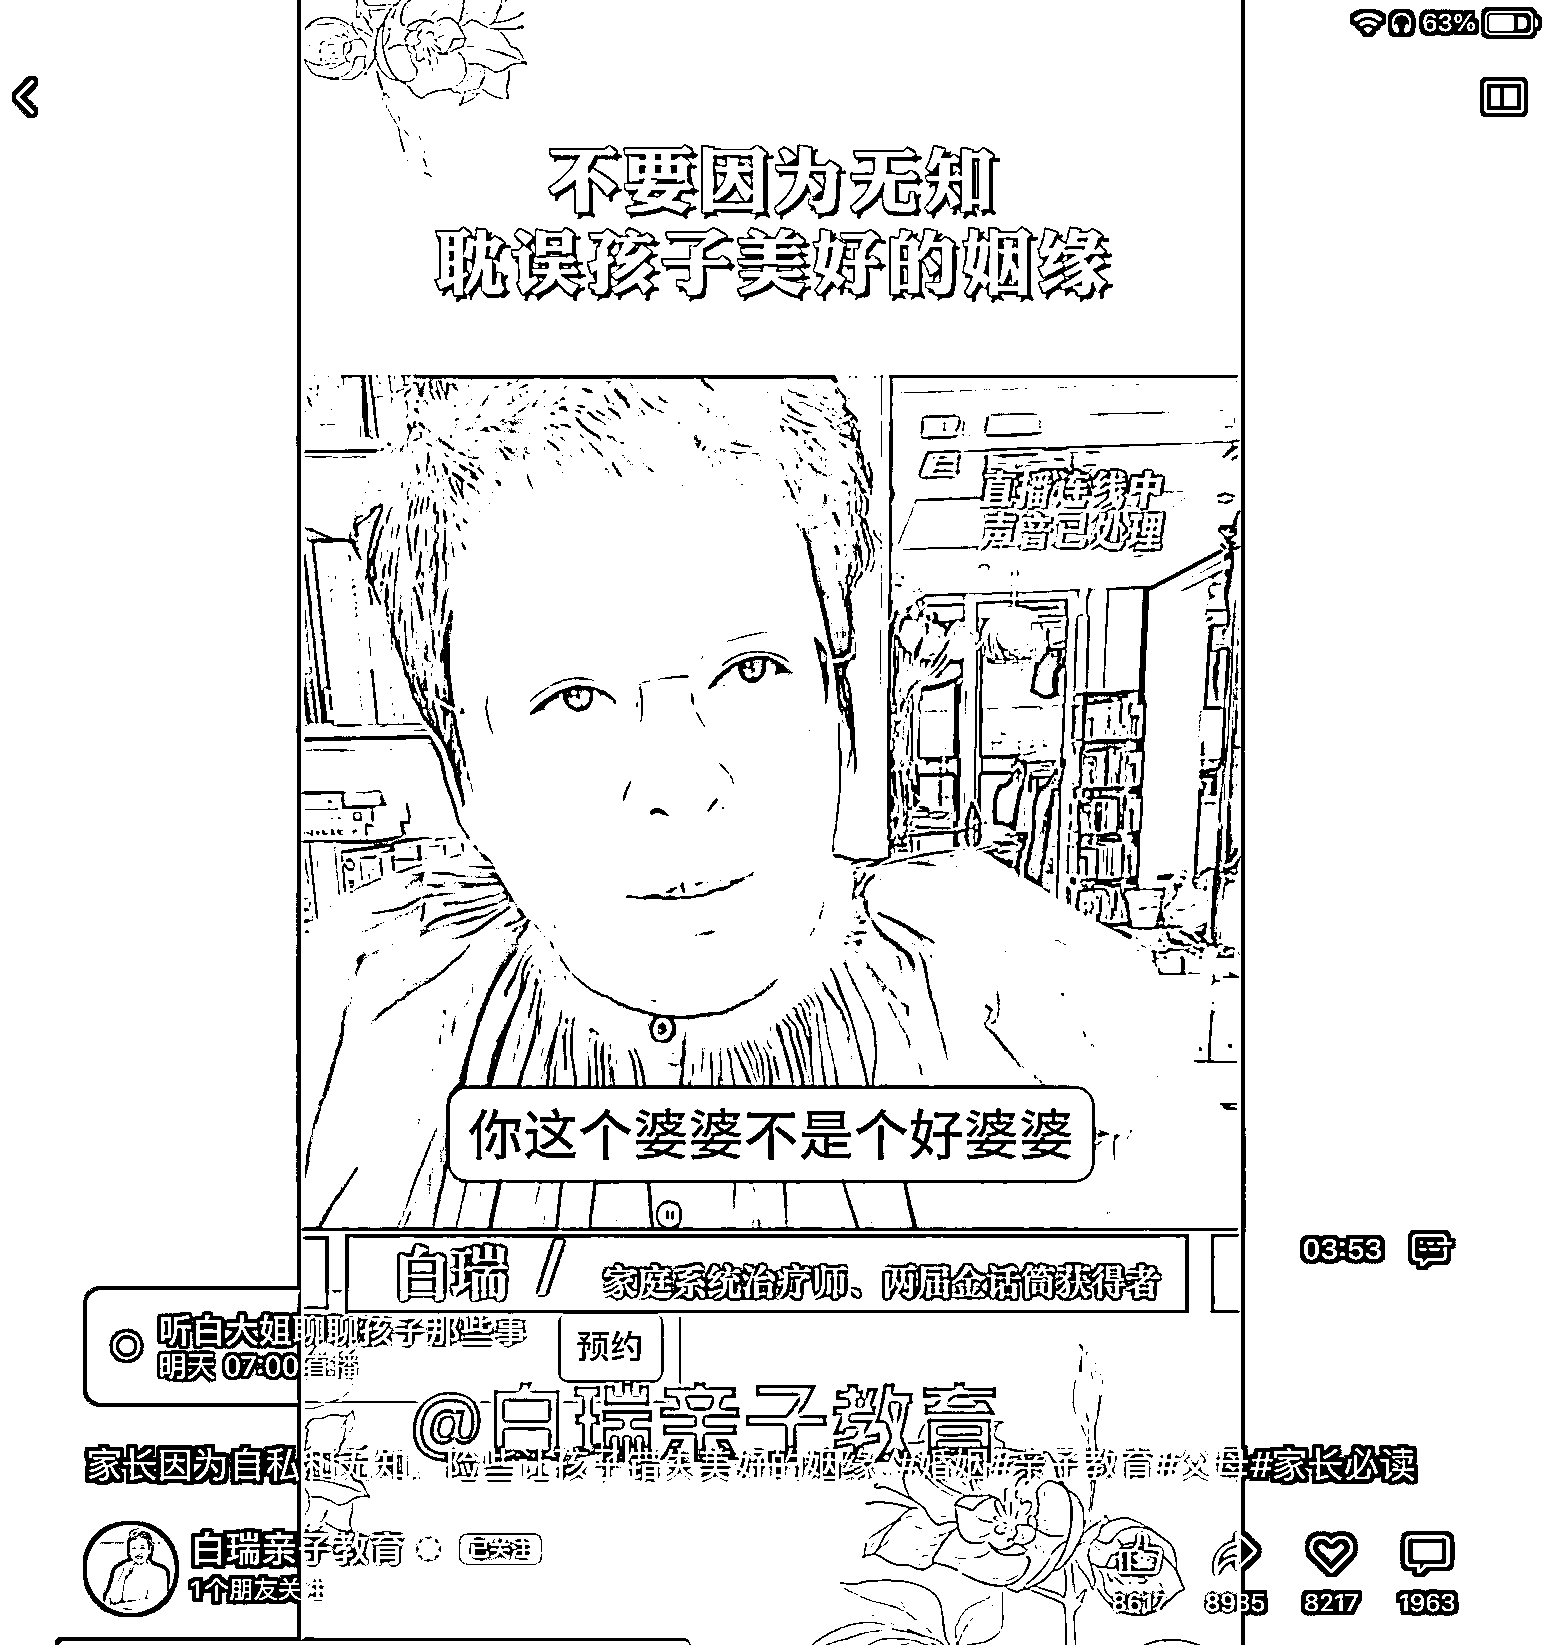 63%
不要因为无知
耽误孩子美好的姻缘
直播连线中
声音已处理
你这个婆婆不是个好婆婆
白瑞 / 家庭系统治疗师、两届金话筒获得者
03:53
听白大姐聊聊孩子那些事
明天 07:00 直播
预约
@白瑞亲子教育
家长因为自私和无知，险些让孩子错失美好的姻缘 #婚姻#亲子教育#父母#家长必读
白瑞亲子教育 已关注
1个朋友关注
8617 8935 8217 1963